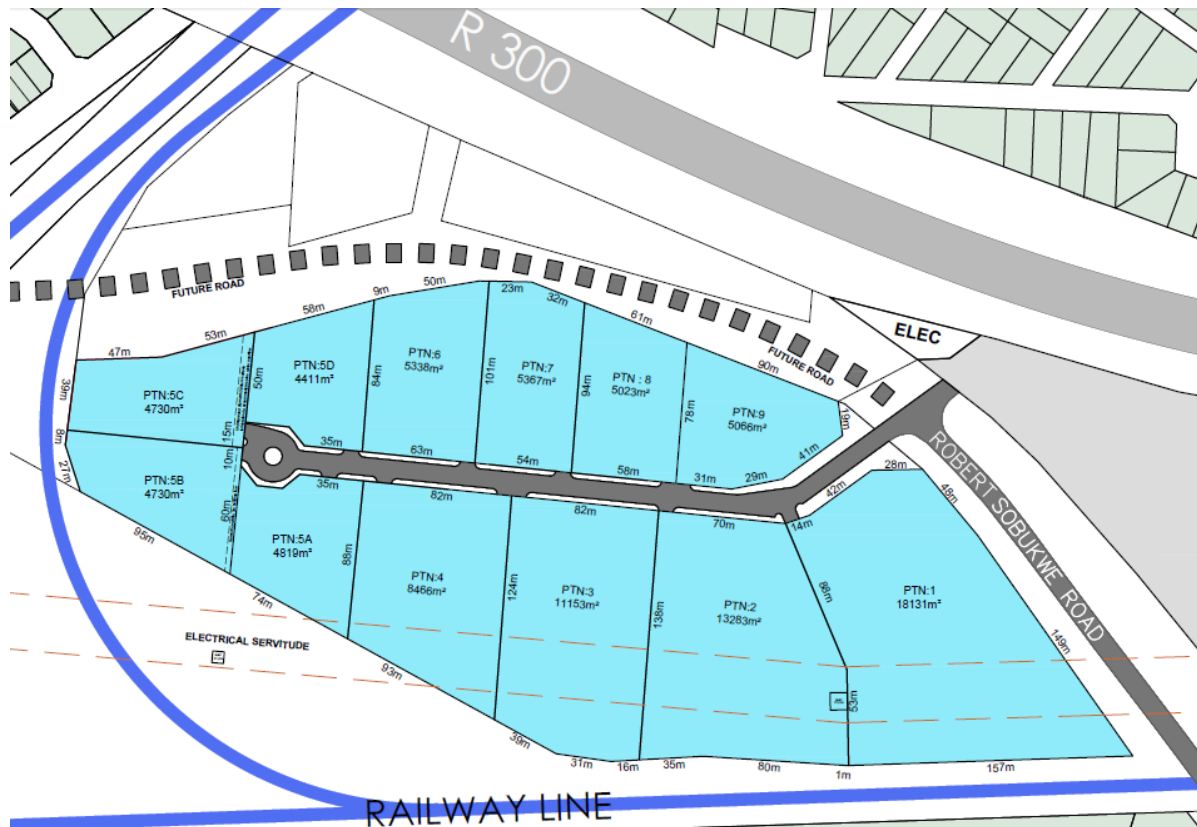 R 300
FUTURE ROAD
50m
9m
58m
53m
47m
23m
32m
61m
ELEC
FUTURE ROAD
90m
39m
PTN:5C
4730m²
50m
PTN:5D
4411m²
84m
PTN:6
5338m²
101m
PTN:7
5367m²
94m
PTN : 8
5023m²
78m
PTN:9
5066m²
19m
8m
15m
10m
35m
63m
54m
58m
31m
29m
41m
27m
PTN:5B
4730m²
60m
35m
82m
82m
70m
14m
42m
28m
48m
ROBERT SOBUKWE ROAD
95m
PTN:5A
4819m²
88m
PTN:4
8466m²
124m
PTN:3
11153m²
138m
PTN:2
13283m²
88m
PTN:1
18131m²
149m
74m
ELECTRICAL SERVITUDE
93m
53m
39m
31m
16m
35m
80m
1m
157m
RAILWAY LINE